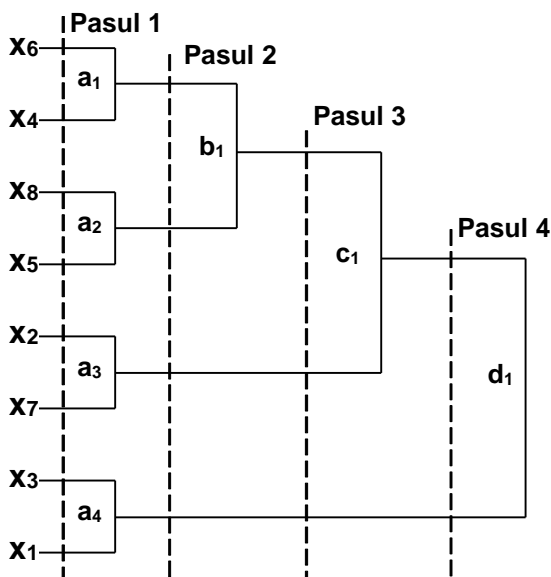 Pasul 1
x6
a1
Pasul 2
x4
b1
Pasul 3
x8
a2
x5
c1
Pasul 4
x2
a3
x7
d1
x3
a4
x1